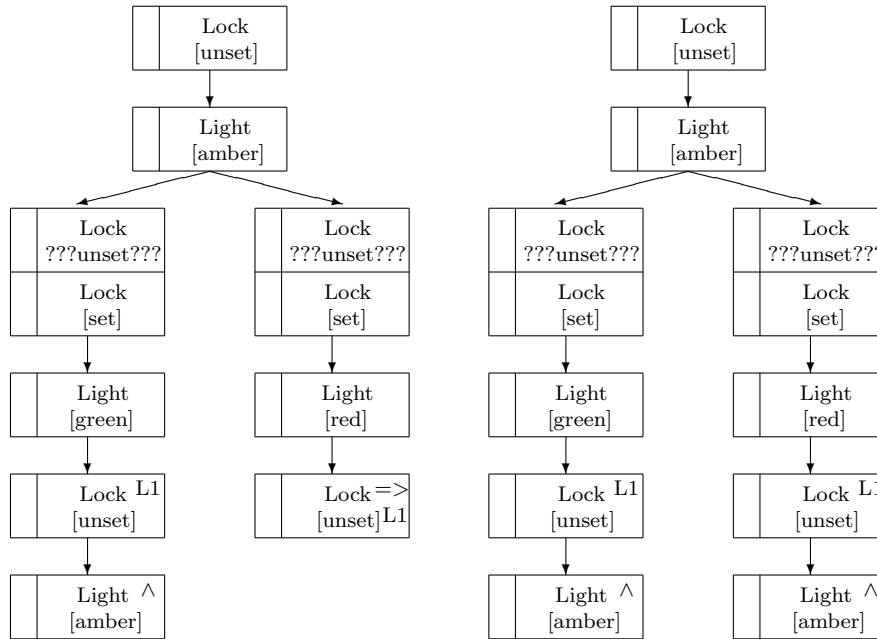 Lock
[unset]
Light
[amber]
Lock
???unset???
Lock
[set]
Light
[green]
Lock L1
[unset]
Light ^
[amber]
Lock
???unset???
Lock
[set]
Light
[red]
Lock =>
[unset] L1
Lock
[unset]
Light
[amber]
Lock
???unset???
Lock
[set]
Light
[green]
Lock L1
[unset]
Light ^
[amber]
Lock
???unset???
Lock
[set]
Light
[red]
Lock L1
[unset]
Light ^
[amber]